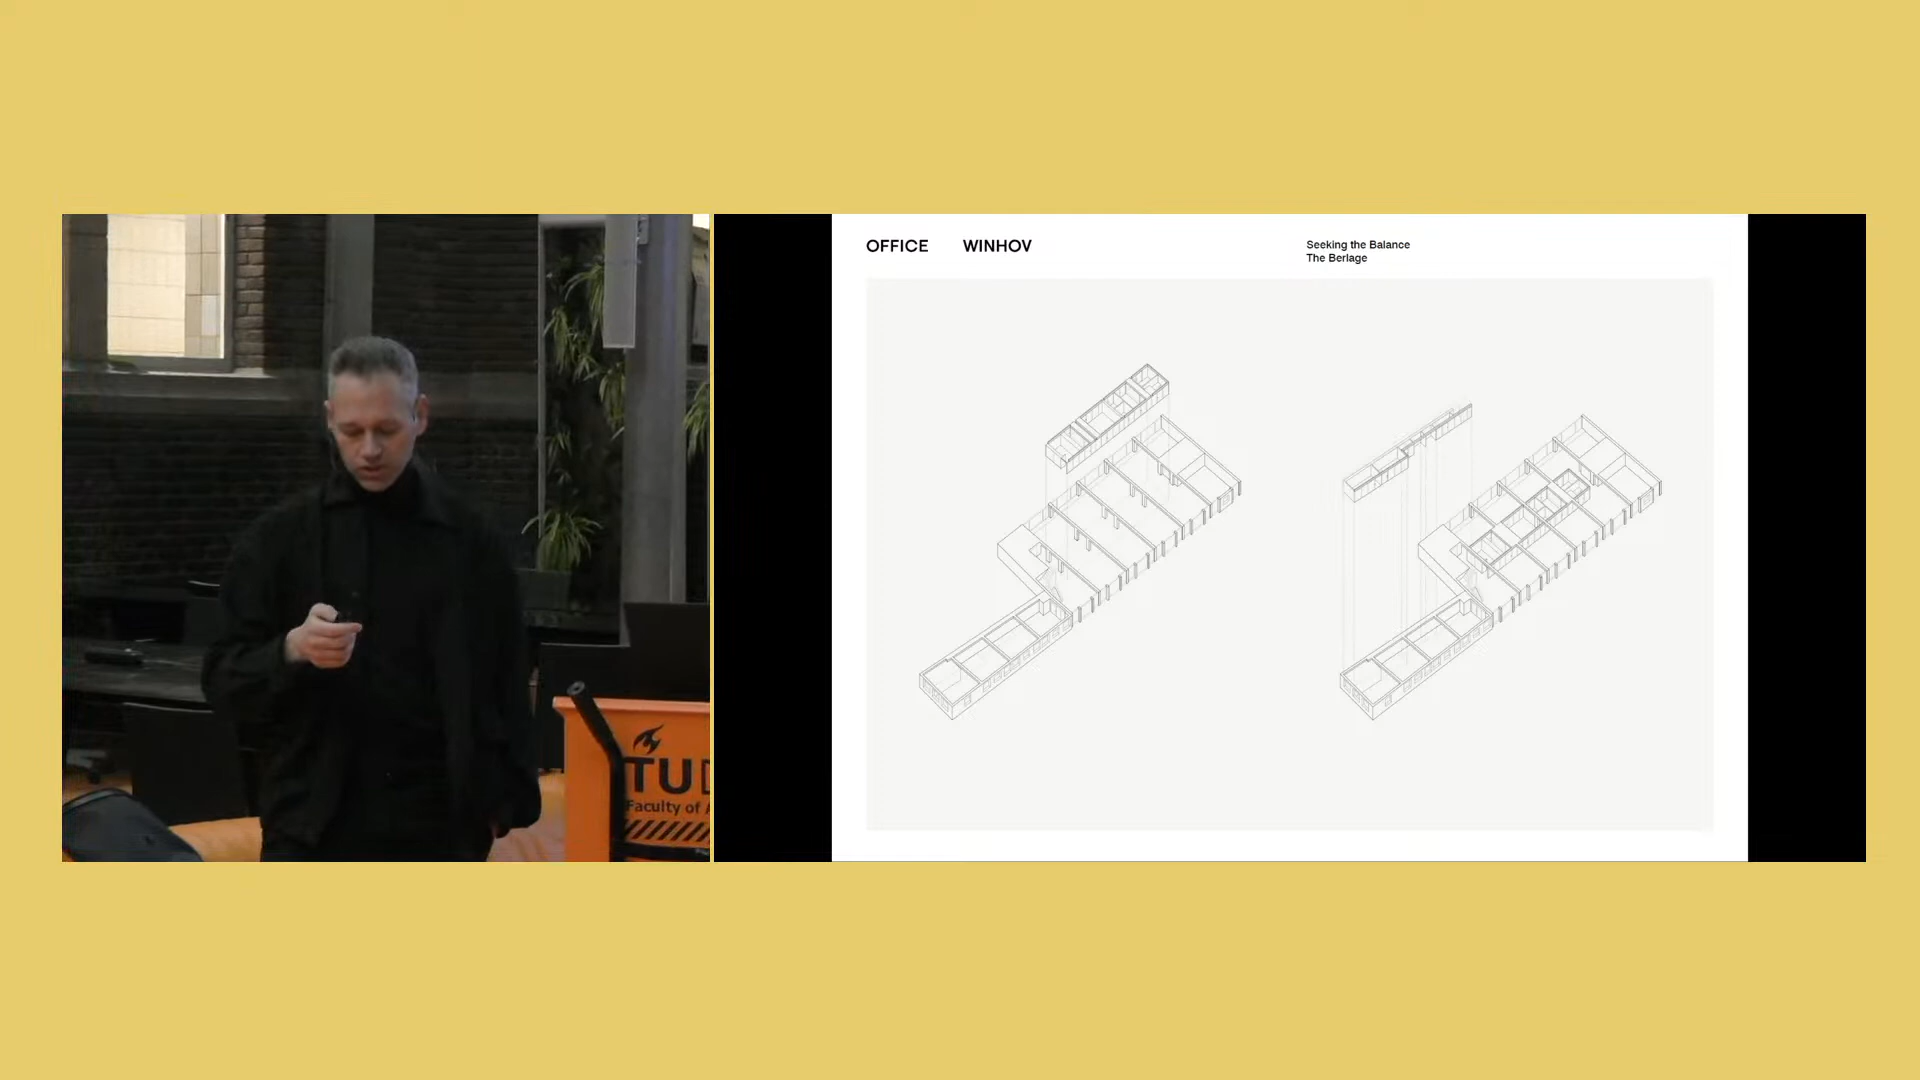 OFFICE WINHOV
Seeking the Balance
The Berlage
TU
Faculty of